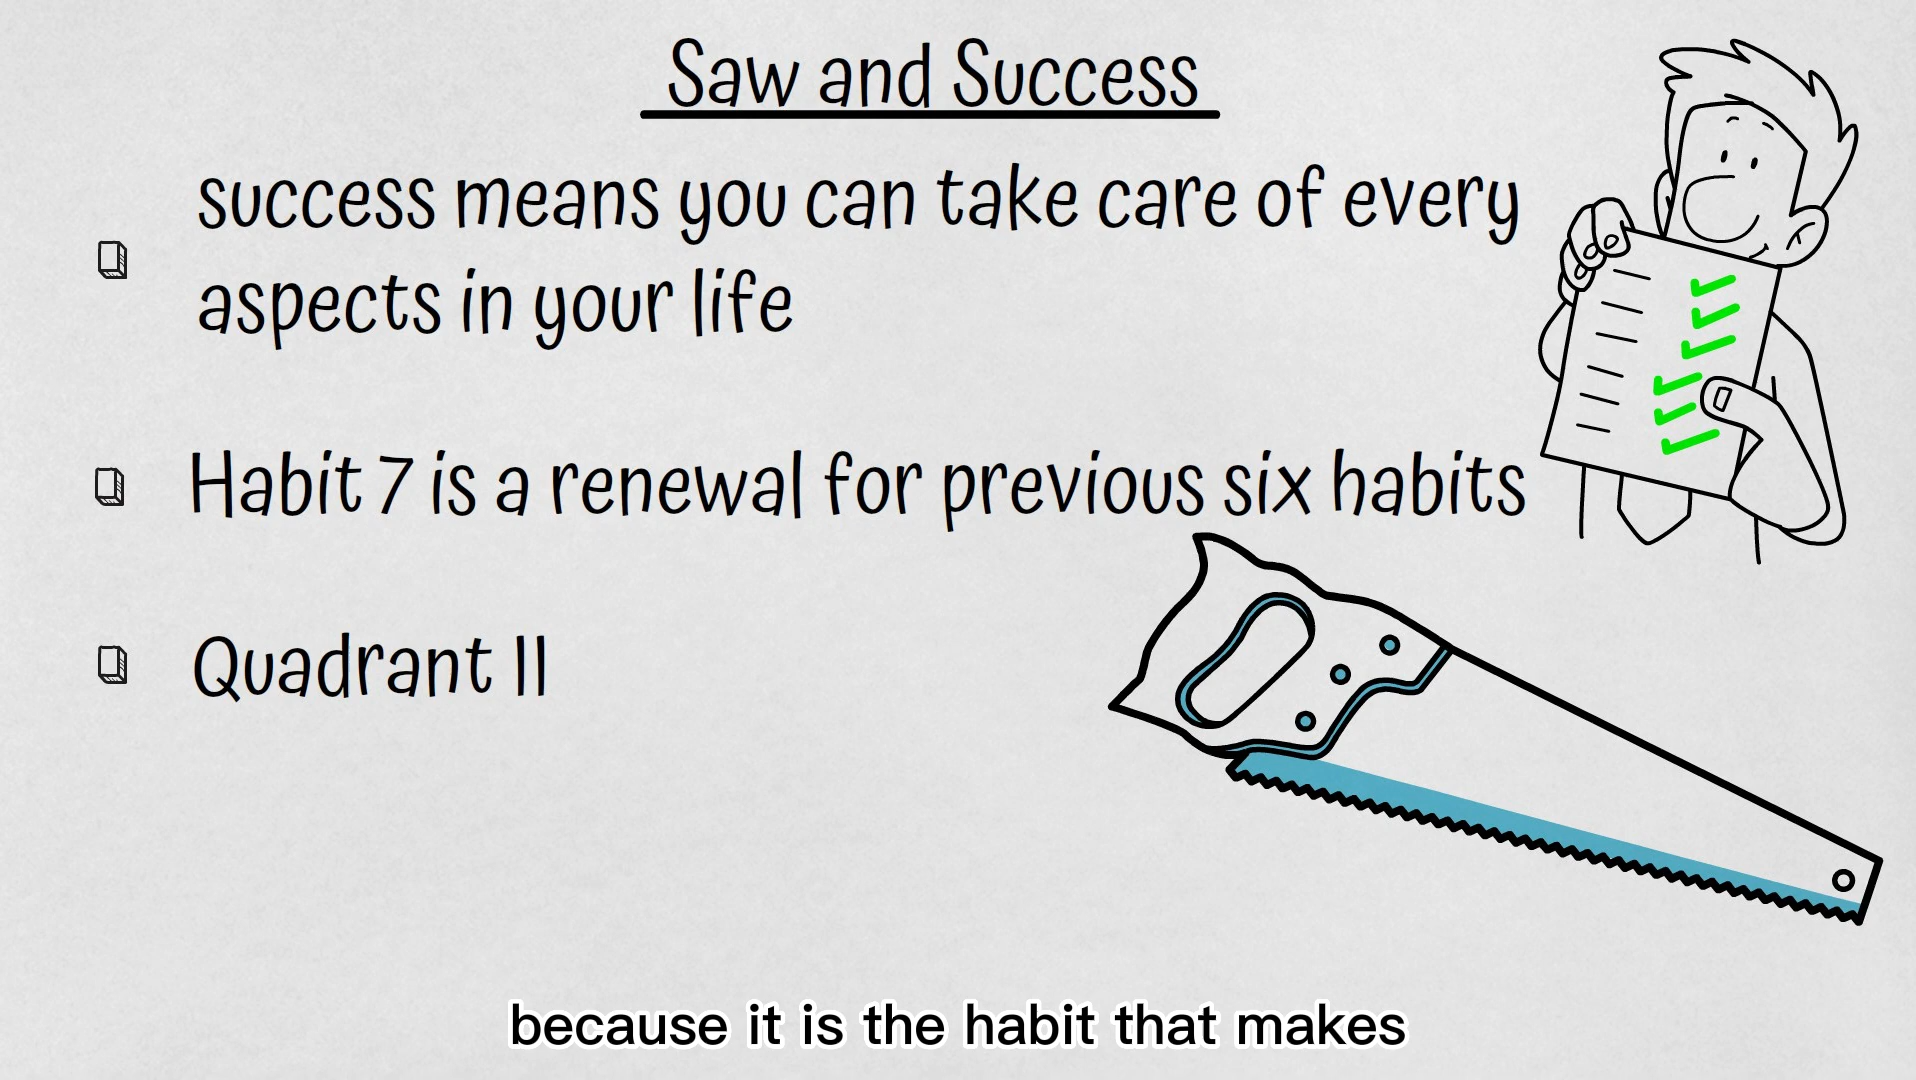 Saw and Success
success means you can take care of every
aspects in your life
Habit 7 is a renewal for previous six habits
Quadrant II
because it is the habit that makes